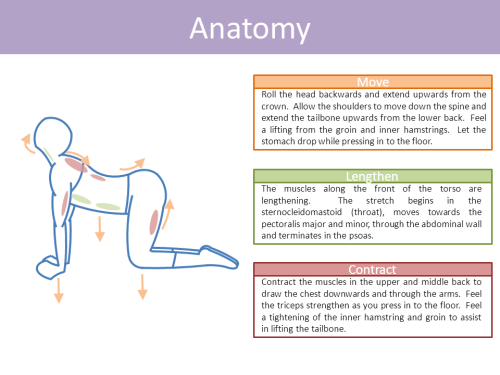 Anatomy
Move
Roll the head backwards and extend upwards from the
crown. Allow the shoulders to move down the spine and
extend the tailbone upwards from the lower back. Feel
a lifting from the groin and inner hamstrings. Let the
stomach drop while pressing in to the floor.
Lengthen
The muscles along the front of the torso are
lengthening. The stretch begins in the
sternocleidomastoid (throat), moves towards the
pectoralis major and minor, through the abdominal wall
and terminates in the psoas.
Contract
Contract the muscles in the upper and middle back to
draw the chest downwards and through the arms. Feel
the triceps strengthen as you press in to the floor. Feel
a tightening of the inner hamstring and groin to assist
in lifting the tailbone.